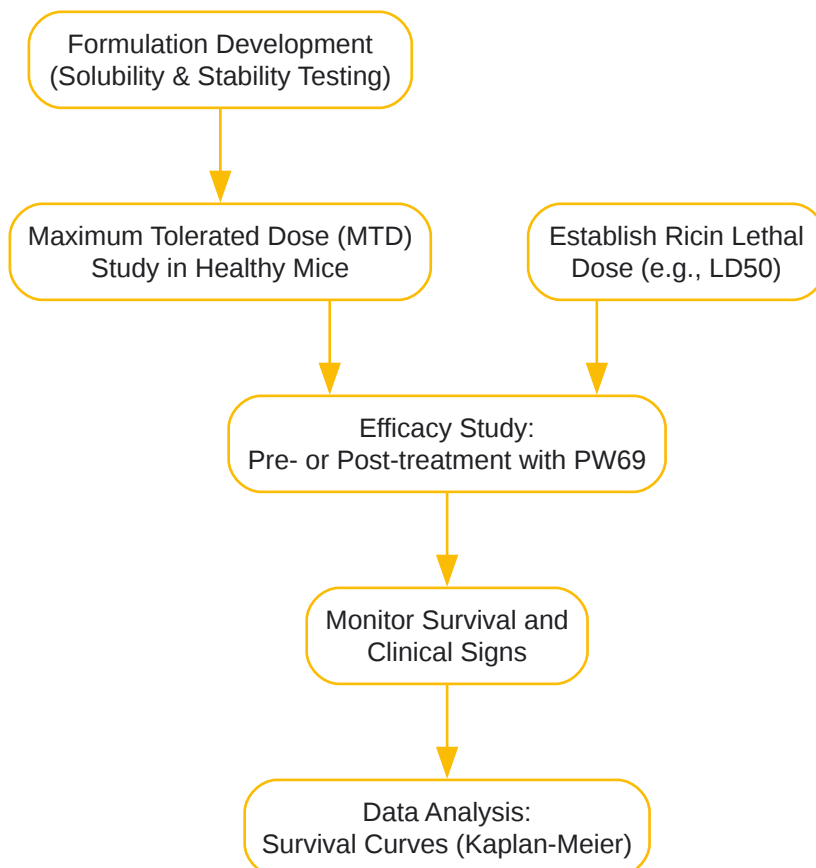 Formulation Development
(Solubility & Stability Testing)
Maximum Tolerated Dose (MTD)
Study in Healthy Mice
Establish Ricin Lethal
Dose (e.g., LD50)
Efficacy Study:
Pre- or Post-treatment with PW69
Monitor Survival and
Clinical Signs
Data Analysis:
Survival Curves (Kaplan-Meier)